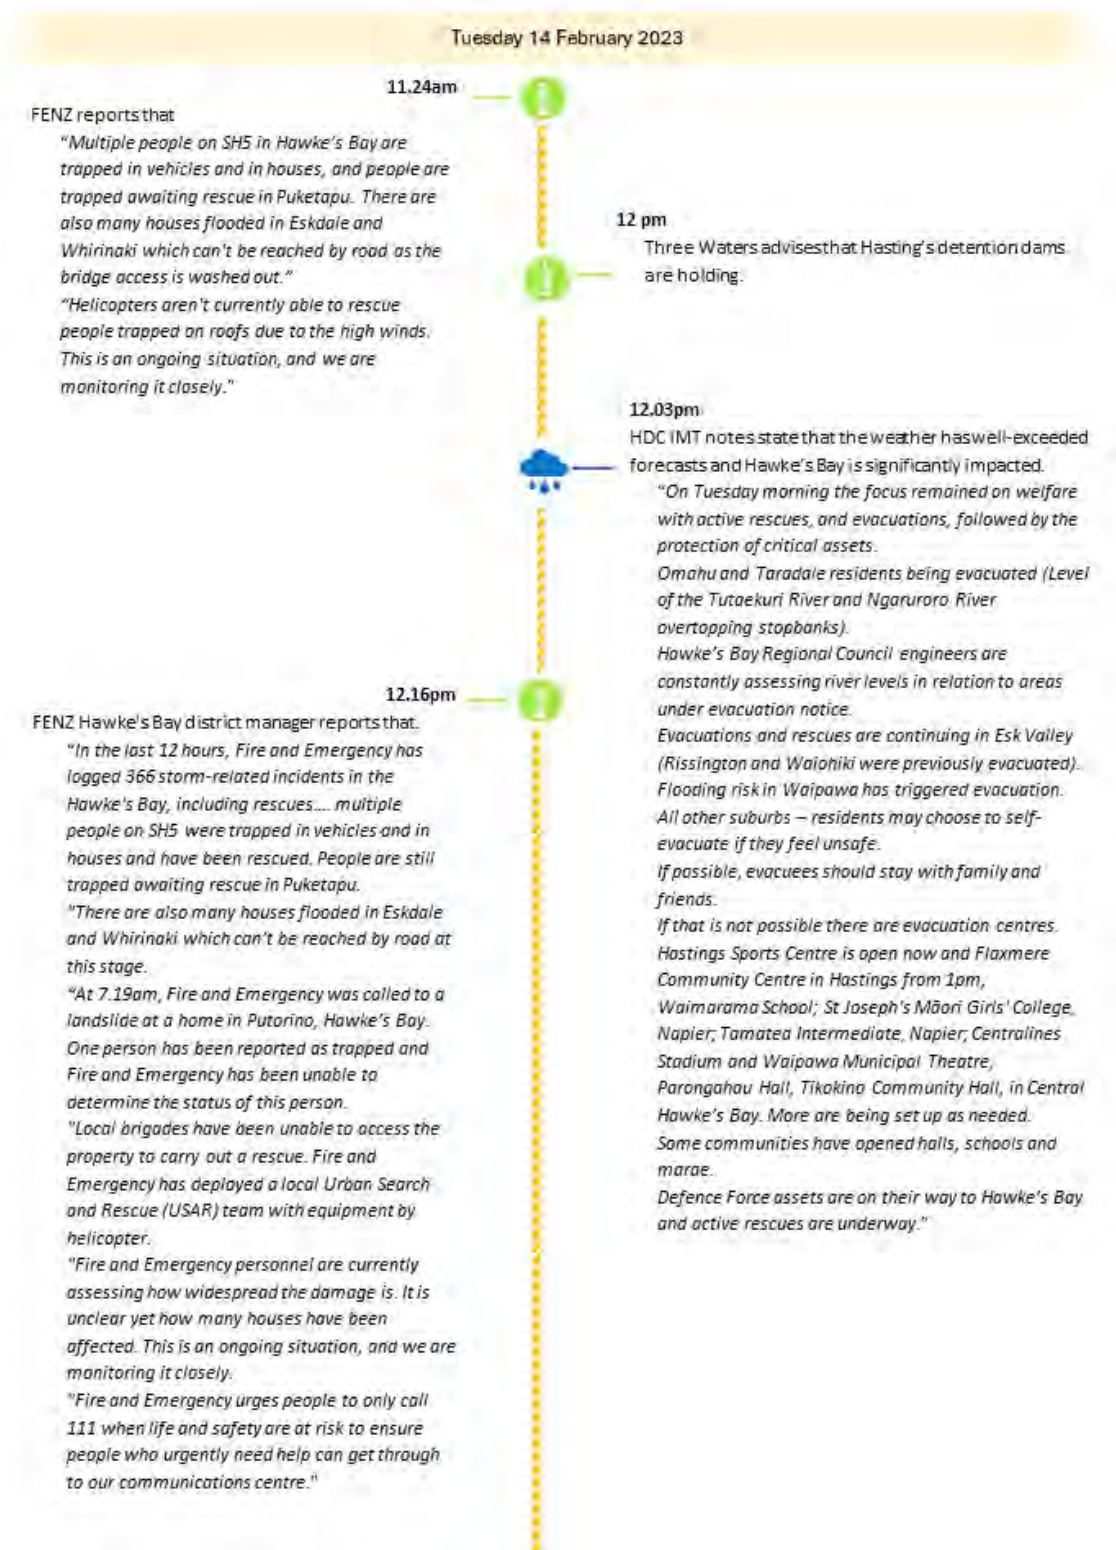 Tuesday 14 February 2023
11.24am
FENZ reports that
"Multiple people on SH5 in Hawke's Bay are
trapped in vehicles and in houses, and people are
trapped awaiting rescue in Puketapu. There are
also many houses flooded in Eskdale and
Whirinaki which can't be reached by road as the
bridge access is washed out."
"Helicopters aren't currently able to rescue
people trapped on roofs due to the high winds.
This is an ongoing situation, and we are
monitoring it closely."
12 pm
Three Waters advises that Hasting's detention dams
are holding.
12.03pm
HDC IMT notes state that the weather has well-exceeded
forecasts and Hawke's Bay is significantly impacted.
"On Tuesday morning the focus remained on welfare
with active rescues, and evacuations, followed by the
protection of critical assets.
Omahu and Taradale residents being evacuated (Level
of the Tutaekuri River and Ngaruroro River
overtopping stopbanks).
Hawke's Bay Regional Council engineers are
constantly assessing river levels in relation to areas
under evacuation notice.
Evacuations and rescues are continuing in Esk Valley
(Rissington and Waiohiki were previously evacuated).
Flooding risk in Waipawa has triggered evacuation.
All other suburbs – residents may choose to self-
evacuate if they feel unsafe.
If possible, evacuees should stay with family and
friends.
If that is not possible there are evacuation centres.
Hastings Sports Centre is open now and Flaxmere
Community Centre in Hastings from 1pm,
Waimarama School; St Joseph's Māori Girls' College,
Napier; Tamatea Intermediate, Napier; Centralines
Stadium and Waipawa Municipal Theatre,
Parongahau Hall, Tikokino Community Hall, in Central
Hawke's Bay. More are being set up as needed.
Some communities have opened halls, schools and
marae.
Defence Force assets are on their way to Hawke's Bay
and active rescues are underway."
12.16pm
FENZ Hawke's Bay district manager reports that.
"In the last 12 hours, Fire and Emergency has
logged 366 storm-related incidents in the
Hawke's Bay, including rescues.... multiple
people on SH5 were trapped in vehicles and in
houses and have been rescued. People are still
trapped awaiting rescue in Puketapu.
"There are also many houses flooded in Eskdale
and Whirinaki which can't be reached by road at
this stage.
"At 7.19am, Fire and Emergency was called to a
landslide at a home in Putorino, Hawke's Bay.
One person has been reported as trapped and
Fire and Emergency has been unable to
determine the status of this person.
"Local brigades have been unable to access the
property to carry out a rescue. Fire and
Emergency has deployed a local Urban Search
and Rescue (USAR) team with equipment by
helicopter.
"Fire and Emergency personnel are currently
assessing how widespread the damage is. It is
unclear yet how many houses have been
affected. This is an ongoing situation, and we are
monitoring it closely.
"Fire and Emergency urges people to only call
111 when life and safety are at risk to ensure
people who urgently need help can get through
to our communications centre."